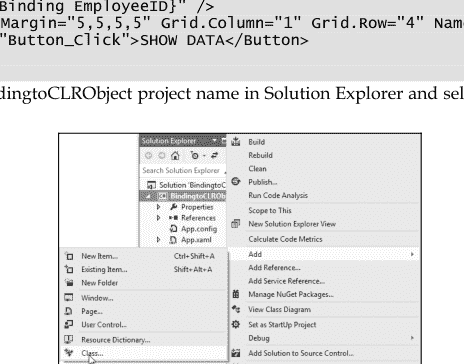 Binding EmployeeID}" />
Margin="5,5,5,5" Grid.Column="1" Grid.Row="4" Nam
"Button_Click">SHOW DATA</Button>
dingtoCLRObject project name in Solution Explorer and sel
Solution Explorer
Search Solution Explorer
Solution 'BindingtoC
BindingtoCLROb
Properties
References
App.config
App.xaml
Build
Rebuild
Clean
Publish...
Run Code Analysis
Scope to This
New Solution Explorer View
Calculate Code Metrics
Add
Add Reference...
Add Service Reference...
Manage NuGet Packages...
View Class Diagram
Set as StartUp Project
Debug
Add Solution to Source Control...
New Item... Ctrl+Shift+A
Existing Item... Shift+Alt+A
New Folder
Window...
Page...
User Control...
Resource Dictionary...
Class...